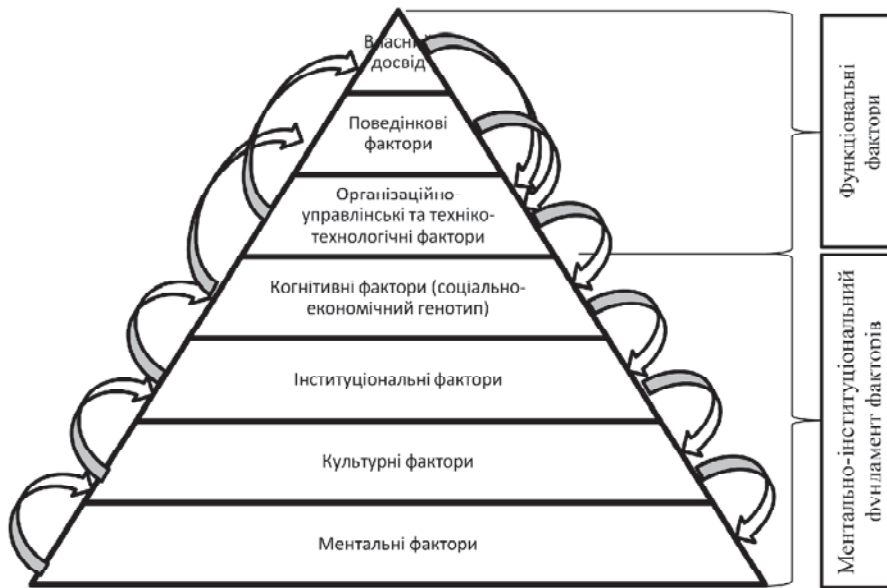 Власний
досвід
Поведінкові
фактори
Організаційно-
управлінські та техніко-
технологічні фактори
Когнітивні фактори (соціально-
економічний генотип)
Інституціональні фактори
Культурні фактори
Ментальні фактори
Функціональні
фактори
Ментально-інституціональний
фундамент факторів